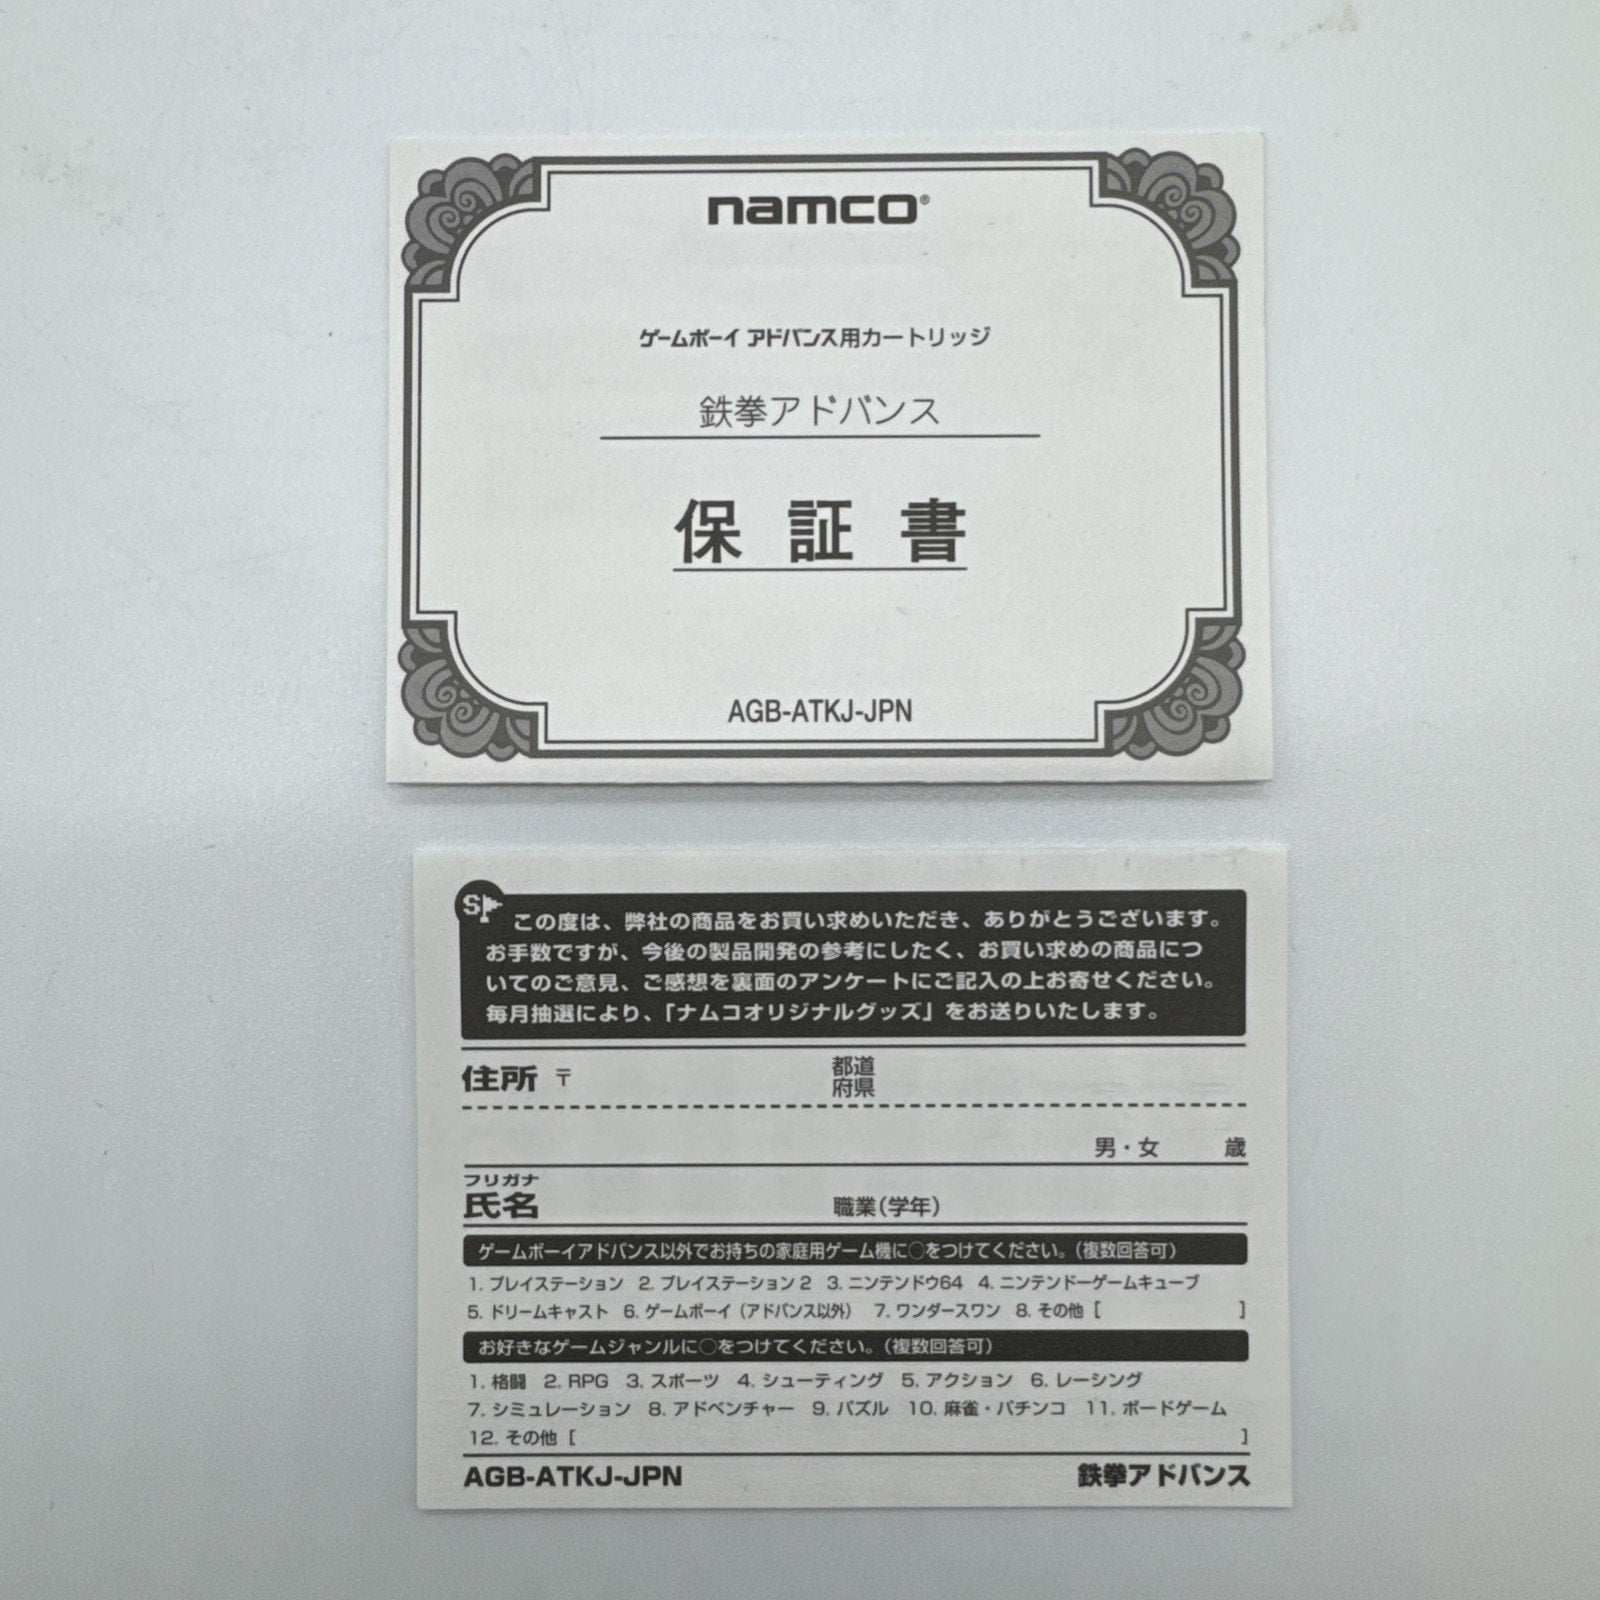 namco®
ゲームボーイ アドバンス用カートリッジ
鉄拳アドバンス
保証書
AGB-ATKJ-JPN
SP
この度は、弊社の商品をお買い求めいただき、ありがとうございます。
お手数ですが、今後の製品開発の参考にしたく、お買い求めの商品につ
いてのご意見、ご感想を裏面のアンケートにご記入の上お寄せください。
毎月抽選により、「ナムコオリジナルグッズ」をお送りいたします。
住所 〒 都道府県
男・女 歳
フリガナ
氏名 職業(学年)
ゲームボーイアドバンス以外でお持ちの家庭用ゲーム機に○をつけてください。(複数回答可)
1. プレイステーション 2. プレイステーション2 3. ニンテンドウ64 4. ニンテンドーゲームキューブ
5. ドリームキャスト 6. ゲームボーイ(アドバンス以外) 7. ワンダースワン 8. その他 [ ]
お好きなゲームジャンルに○をつけてください。(複数回答可)
1. 格闘 2. RPG 3. スポーツ 4. シューティング 5. アクション 6. レーシング
7. シミュレーション 8. アドベンチャー 9. パズル 10. 麻雀・パチンコ 11. ボードゲーム
12. その他 [ ]
AGB-ATKJ-JPN 鉄拳アドバンス